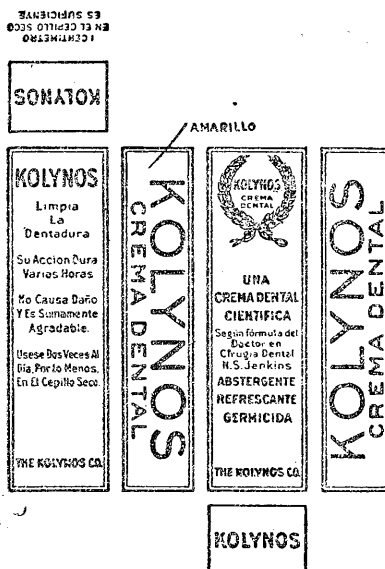 1 CENTIMETRO
EN EL CEPILLO SECO
ES SUFICIENTE
KOLYNOS
AMARILLO
KOLYNOS
Limpia
La
Dentadura
Su Accion Dura
Varias Horas
No Causa Daño
Y Es Sumamente
Agradable.
Usese Dos Veces Al
Dia, Por lo Menos,
En El Cepillo Seco.
THE KOLYNOS CO.
KOLYNOS
CREMA DENTAL
KOLYNOS
CREMA
DENTAL
UNA
CREMA DENTAL
CIENTIFICA
Según fórmula del
Doctor en
Cirugia Dental
N.S. Jenkins
ABSTERGENTE
REFRESCANTE
GERMICIDA
THE KOLYNOS CO.
KOLYNOS
CREMA DENTAL
KOLYNOS